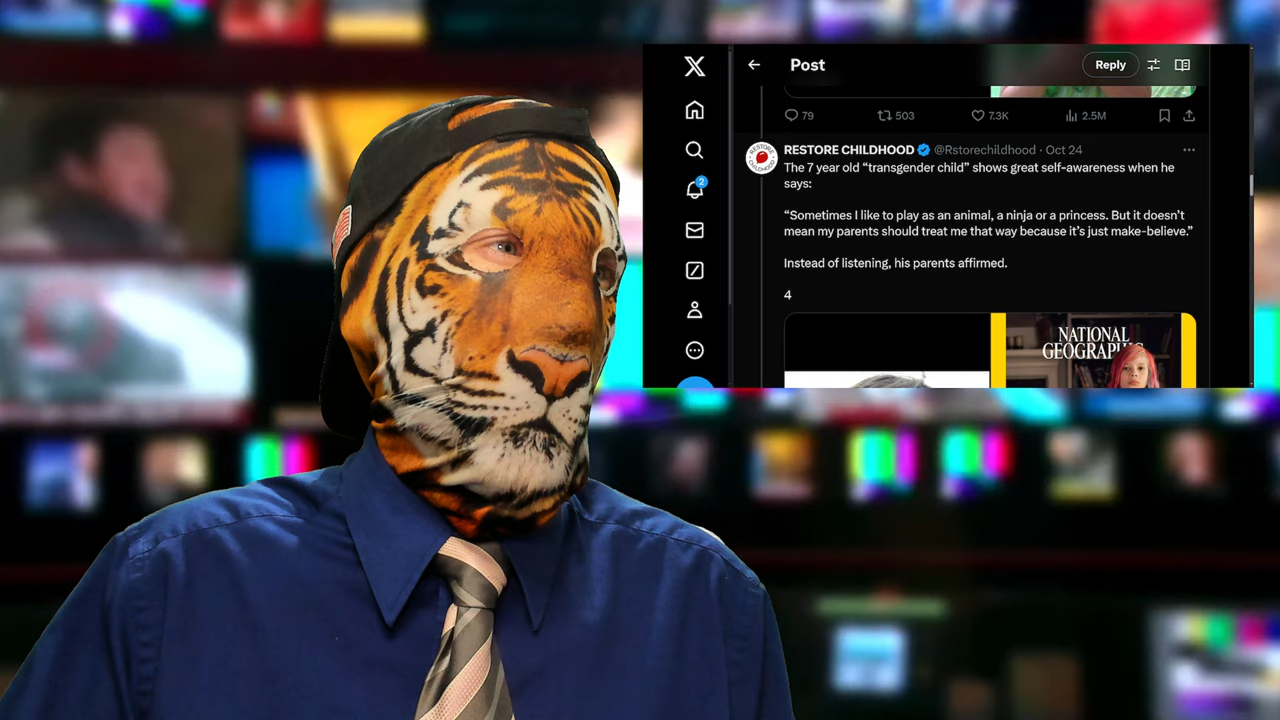 Post
Reply
79
503
7.3K
2.5M
RESTORE CHILDHOOD @Rstorechildhood · Oct 24
The 7 year old “transgender child” shows great self-awareness when he
says:
“Sometimes I like to play as an animal, a ninja or a princess. But it doesn’t
mean my parents should treat me that way because it’s just make-believe.”
Instead of listening, his parents affirmed.
4
2
RESTORE
CHILDHOOD
NATIONAL
GEOGRAPHIC